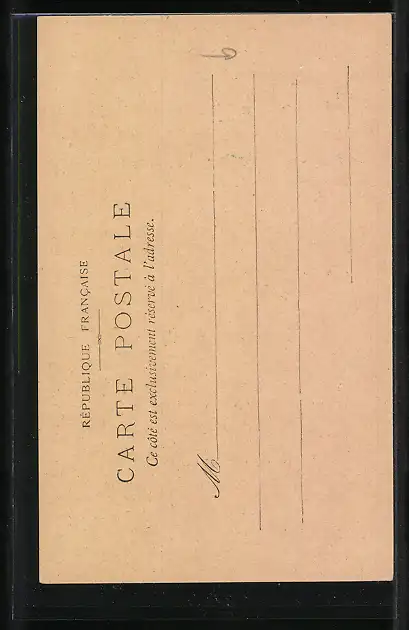 RÉPUBLIQUE FRANÇAISE
CARTE POSTALE
Ce côté est exclusivement réservé à l'adresse.
M